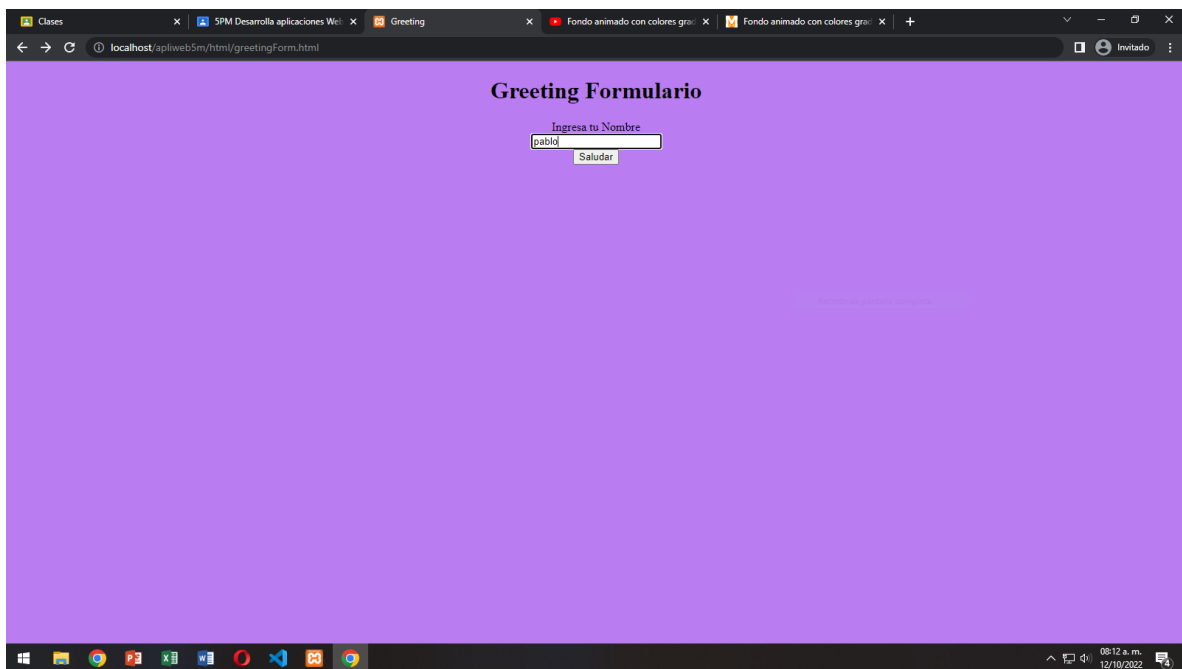 Clases
5PM Desarrolla aplicaciones Web
Greeting
Fondo animado con colores grad
Fondo animado con colores grad
localhost/apliweb5m/html/greetingForm.html
Invitado
Greeting Formulario
Ingresa tu Nombre
pablo
Saludar
08:12 a. m.
12/10/2022